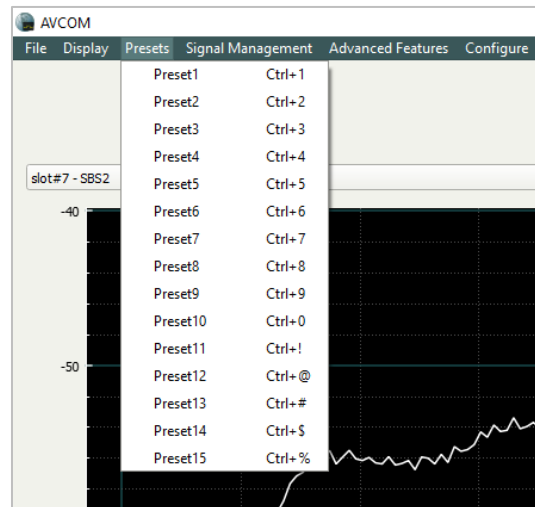 AVCOM
File Display Presets Signal Management Advanced Features Configure
Preset1 Ctrl+1
Preset2 Ctrl+2
Preset3 Ctrl+3
Preset4 Ctrl+4
slot#7 - SBS2
Preset5 Ctrl+5
-40
Preset6 Ctrl+6
Preset7 Ctrl+7
Preset8 Ctrl+8
Preset9 Ctrl+9
Preset10 Ctrl+0
Preset11 Ctrl+!
-50
Preset12 Ctrl+@
Preset13 Ctrl+#
Preset14 Ctrl+$
Preset15 Ctrl+%